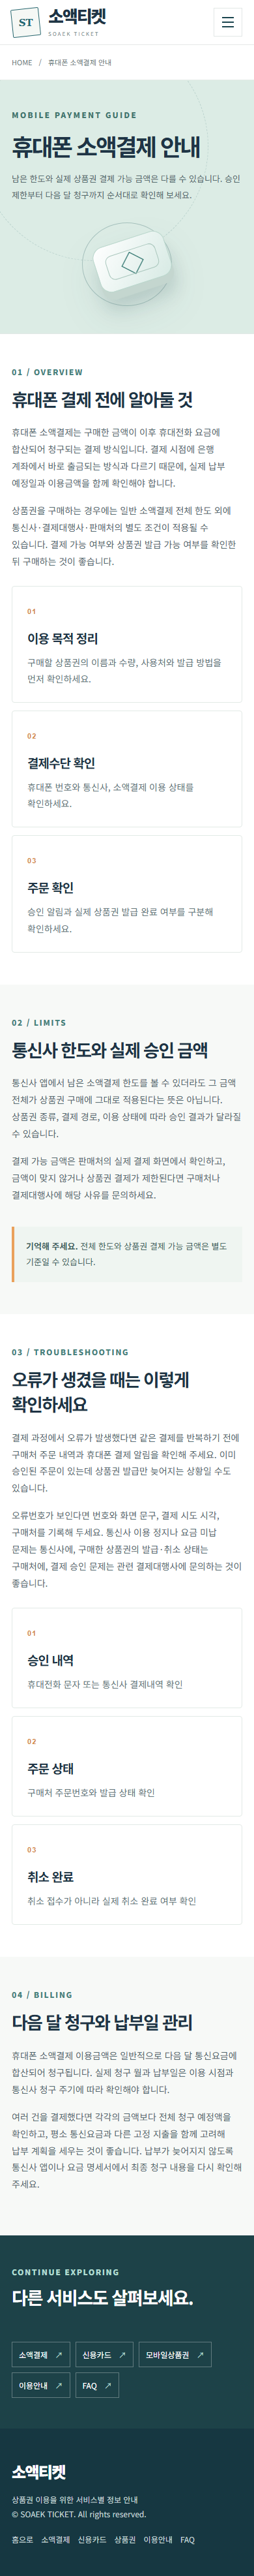 ST 소액티켓
SOAEK TICKET
HOME / 휴대폰 소액결제 안내
MOBILE PAYMENT GUIDE
휴대폰 소액결제 안내
남은 한도와 실제 상품권 결제 가능 금액은 다를 수 있습니다. 승인
제한부터 다음 달 청구까지 순서대로 확인해 보세요.
01 / OVERVIEW
휴대폰 결제 전에 알아둘 것
휴대폰 소액결제는 구매한 금액이 이후 휴대전화 요금에
합산되어 청구되는 결제 방식입니다. 결제 시점에 은행
계좌에서 바로 출금되는 방식과 다르기 때문에, 실제 납부
예정일과 이용금액을 함께 확인해야 합니다.
상품권을 구매하는 경우에는 일반 소액결제 전체 한도 외에
통신사·결제대행사·판매처의 별도 조건이 적용될 수
있습니다. 결제 가능 여부와 상품권 발급 가능 여부를 확인한
뒤 구매하는 것이 좋습니다.
01
이용 목적 정리
구매할 상품권의 이름과 수량, 사용처와 발급 방법을
먼저 확인하세요.
02
결제수단 확인
휴대폰 번호와 통신사, 소액결제 이용 상태를
확인하세요.
03
주문 확인
승인 알림과 실제 상품권 발급 완료 여부를 구분해
확인하세요.
02 / LIMITS
통신사 한도와 실제 승인 금액
통신사 앱에서 남은 소액결제 한도를 볼 수 있더라도 그 금액
전체가 상품권 구매에 그대로 적용된다는 뜻은 아닙니다.
상품권 종류, 결제 경로, 이용 상태에 따라 승인 결과가 달라질
수 있습니다.
결제 가능 금액은 판매처의 실제 결제 화면에서 확인하고,
금액이 맞지 않거나 상품권 결제가 제한된다면 구매처나
결제대행사에 해당 사유를 문의하세요.
기억해 주세요. 전체 한도와 상품권 결제 가능 금액은 별도
기준일 수 있습니다.
03 / TROUBLESHOOTING
오류가 생겼을 때는 이렇게
확인하세요
결제 과정에서 오류가 발생했다면 같은 결제를 반복하기 전에
구매처 주문 내역과 휴대폰 결제 알림을 확인해 주세요. 이미
승인된 주문이 있는데 상품권 발급만 늦어지는 상황일 수도
있습니다.
오류번호가 보인다면 번호와 화면 문구, 결제 시도 시각,
구매처를 기록해 두세요. 통신사 이용 정지나 요금 미납
문제는 통신사에, 구매한 상품권의 발급·취소 상태는
구매처에, 결제 승인 문제는 관련 결제대행사에 문의하는 것이
좋습니다.
01
승인 내역
휴대전화 문자 또는 통신사 결제내역 확인
02
주문 상태
구매처 주문번호와 발급 상태 확인
03
취소 완료
취소 접수가 아니라 실제 취소 완료 여부 확인
04 / BILLING
다음 달 청구와 납부일 관리
휴대폰 소액결제 이용금액은 일반적으로 다음 달 통신요금에
합산되어 청구됩니다. 실제 청구 월과 납부일은 이용 시점과
통신사 청구 주기에 따라 확인해야 합니다.
여러 건을 결제했다면 각각의 금액보다 전체 청구 예정액을
확인하고, 평소 통신요금과 다른 고정 지출을 함께 고려해
납부 계획을 세우는 것이 좋습니다. 납부가 늦어지지 않도록
통신사 앱이나 요금 명세서에서 최종 청구 내용을 다시 확인해
주세요.
CONTINUE EXPLORING
다른 서비스도 살펴보세요.
소액결제 ↗ 신용카드 ↗ 모바일상품권 ↗
이용안내 ↗ FAQ ↗
소액티켓
상품권 이용을 위한 서비스별 정보 안내
© SOAEK TICKET. All rights reserved.
홈으로 소액결제 신용카드 상품권 이용안내 FAQ